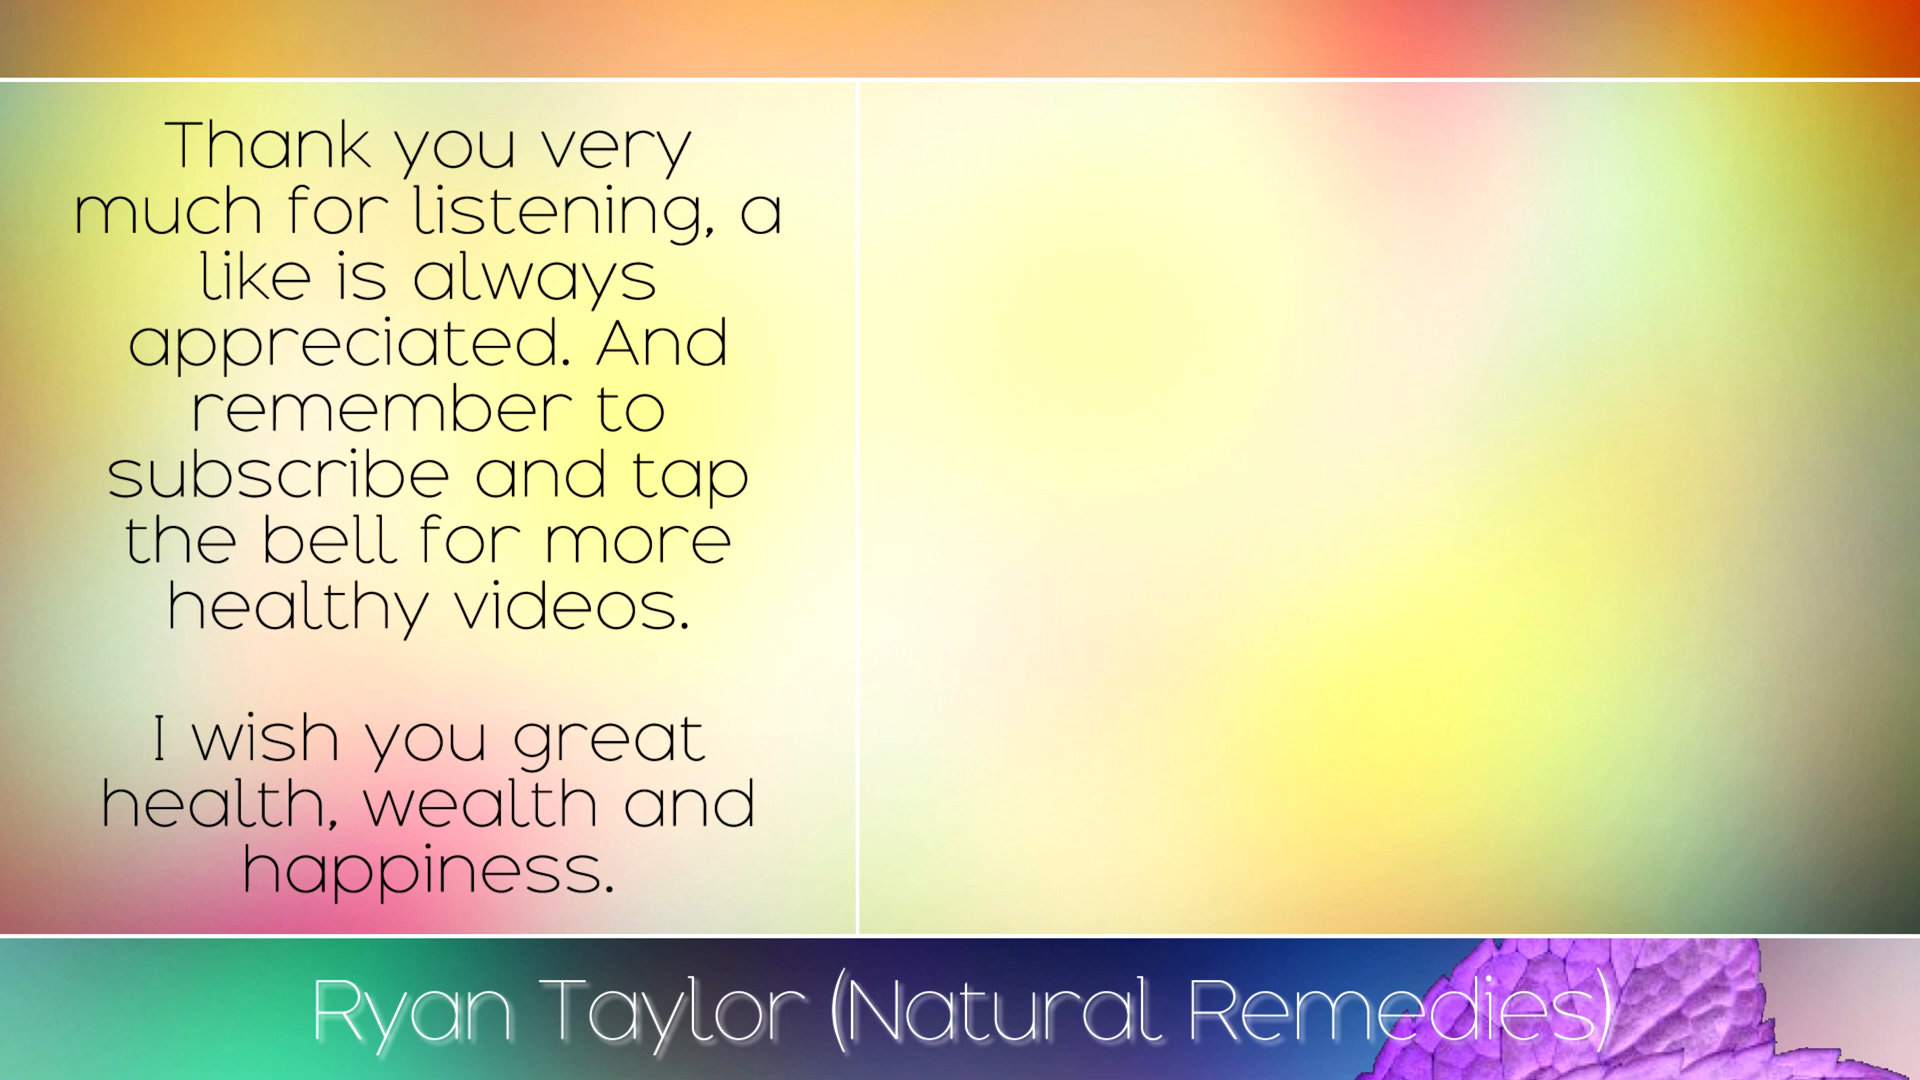 Thank you very
much for listening, a
like is always
appreciated. And
remember to
subscribe and tap
the bell for more
healthy videos.
I wish you great
health, wealth and
happiness.
Ryan Taylor (Natural Remedies)